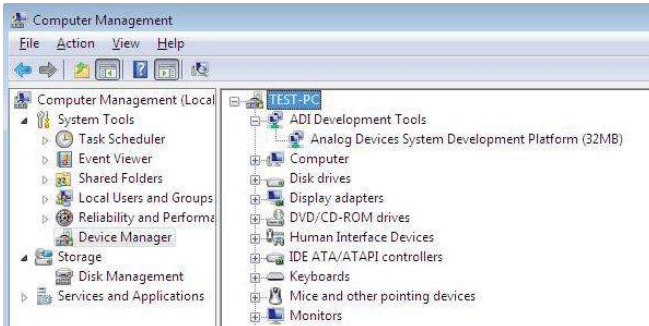 Computer Management
File Action View Help
Computer Management (Local
System Tools
Task Scheduler
Event Viewer
Shared Folders
Local Users and Groups
Reliability and Performa
Device Manager
Storage
Disk Management
Services and Applications
TEST-PC
ADI Development Tools
Analog Devices System Development Platform (32MB)
Computer
Disk drives
Display adapters
DVD/CD-ROM drives
Human Interface Devices
IDE ATA/ATAPI controllers
Keyboards
Mice and other pointing devices
Monitors